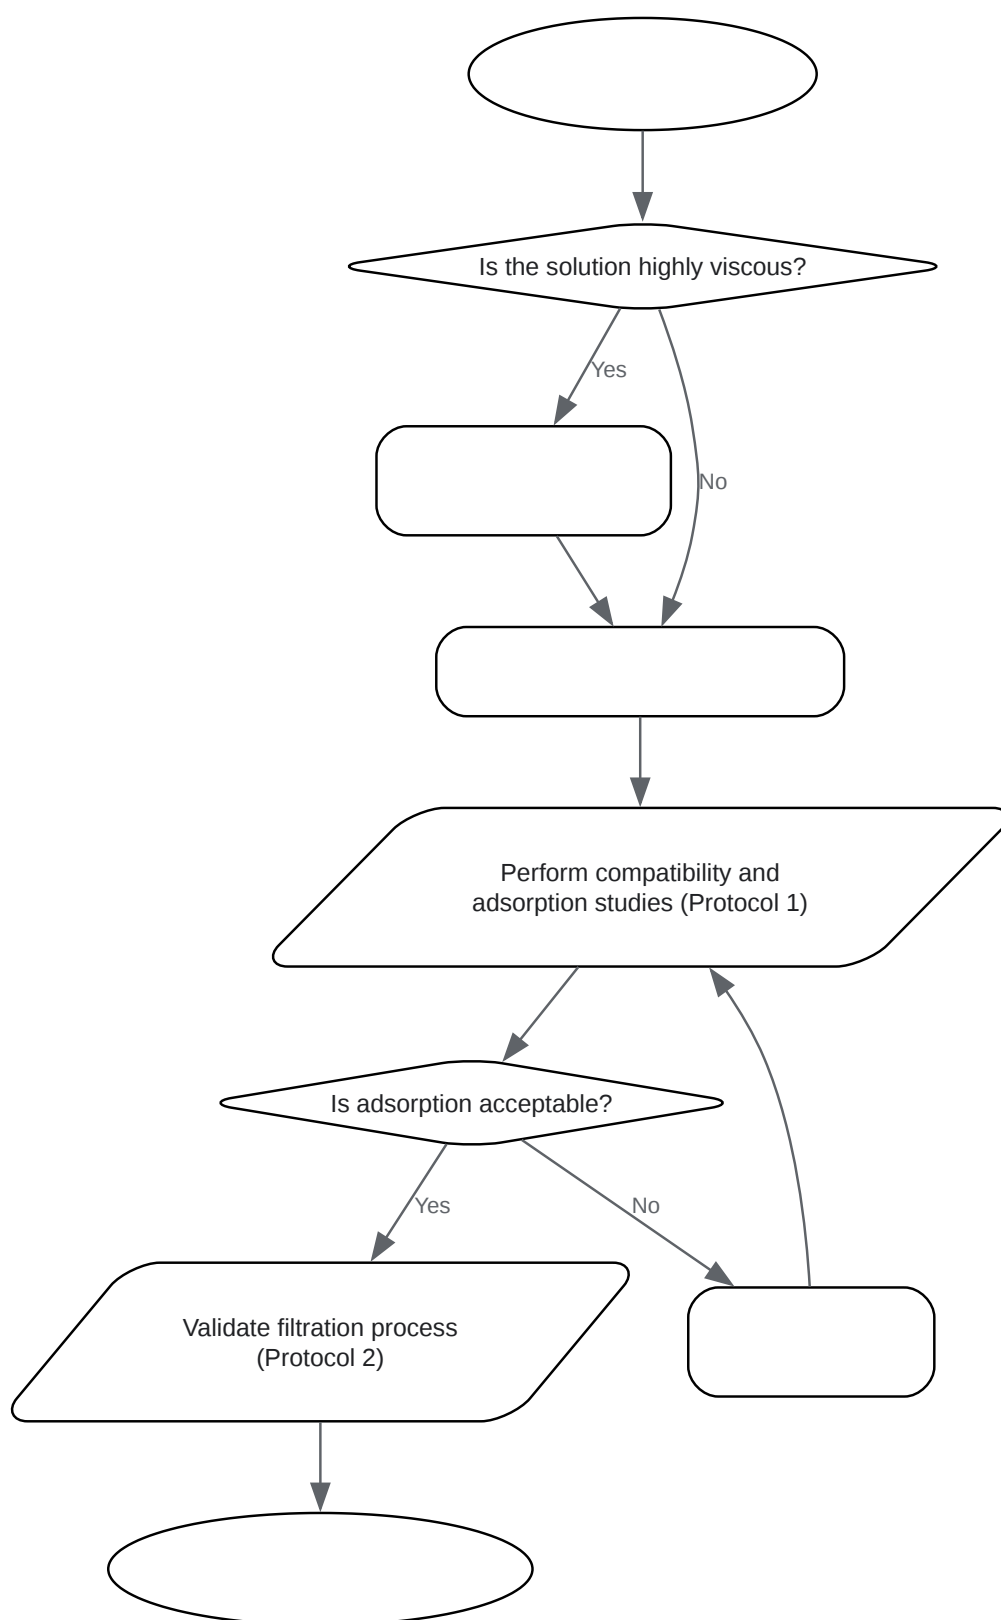 Is the solution highly viscous?
Yes
No
Perform compatibility and
adsorption studies (Protocol 1)
Is adsorption acceptable?
Yes
No
Validate filtration process
(Protocol 2)